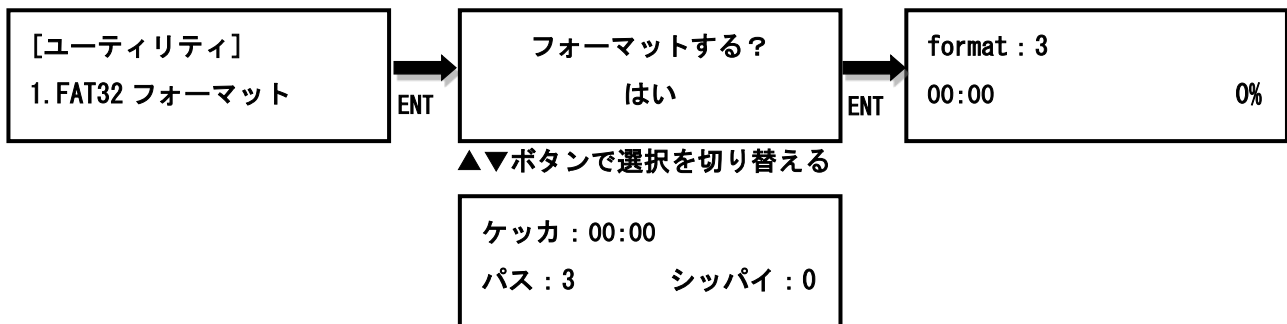 [ユーティリティ]
1.FAT32 フォーマット
ENT
フォーマットする？
はい
ENT
format：3
00:00 0%
▲▼ボタンで選択を切り替える
ケッカ：00:00
パス：3 シッパイ：0